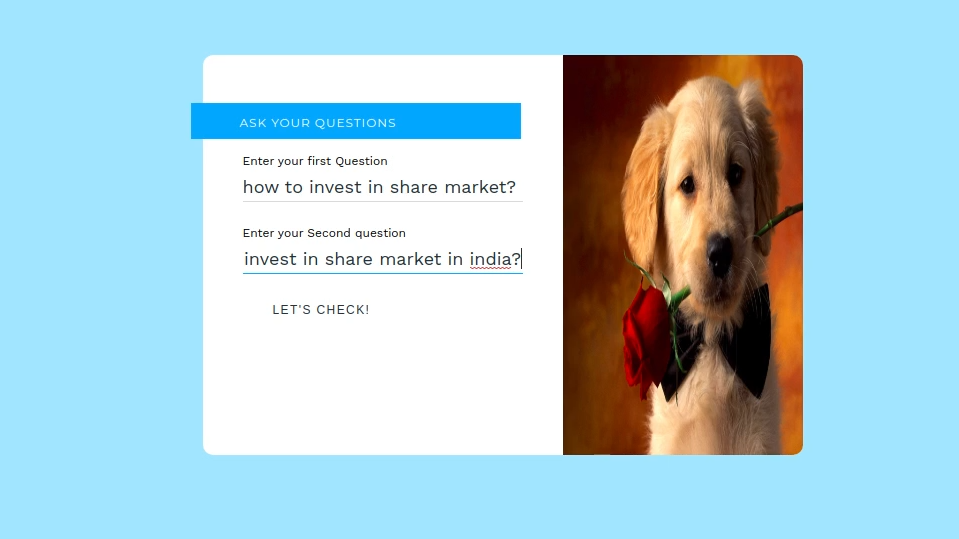 ASK YOUR QUESTIONS
Enter your first Question
how to invest in share market?
Enter your Second question
invest in share market in india?
LET'S CHECK!